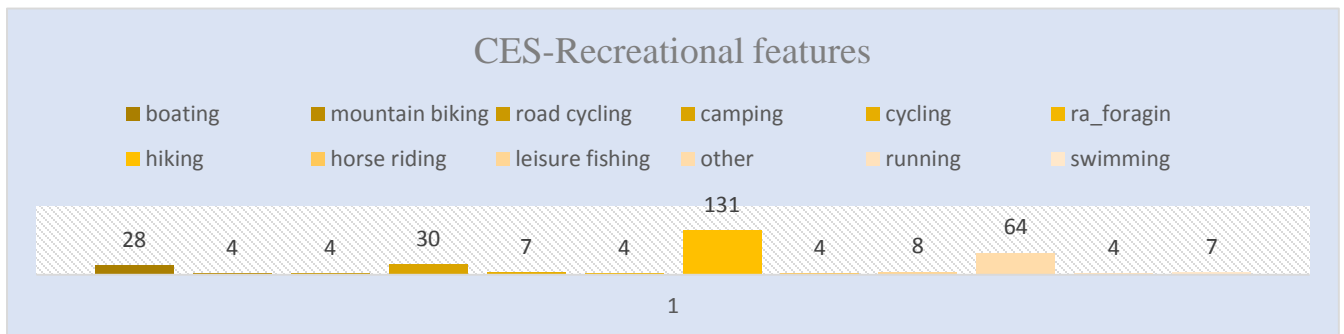 CES-Recreational features
boating mountain biking road cycling camping cycling ra_foragin
hiking horse riding leisure fishing other running swimming
28 4 4 30 7 4 131 4 8 64 4 7
1